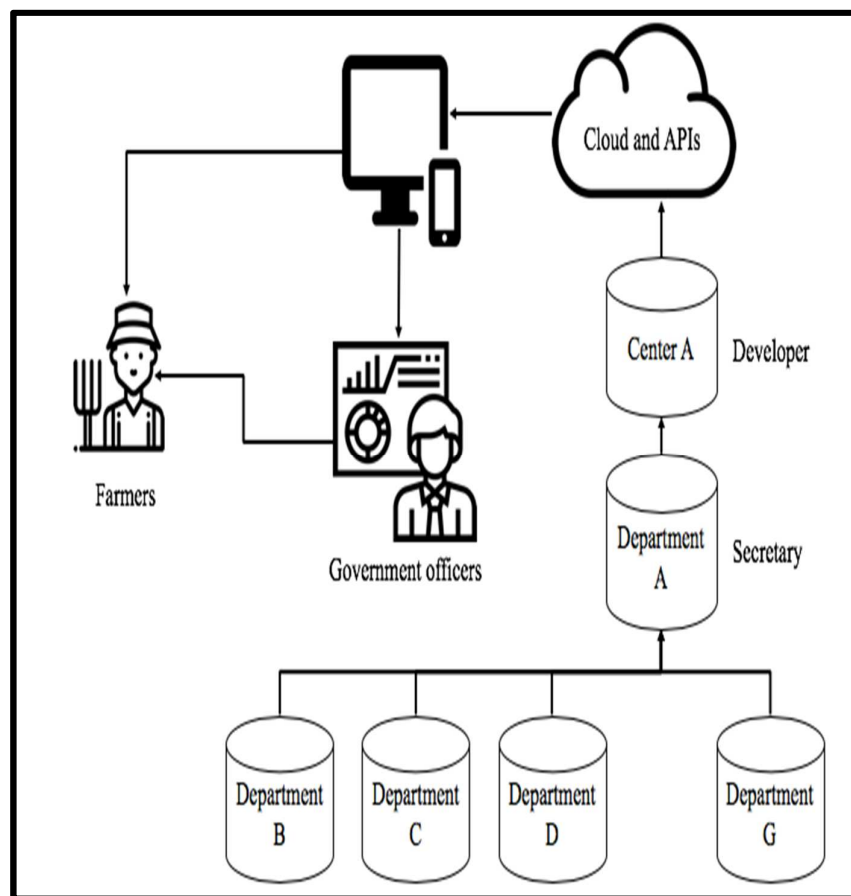 Cloud and APIs
Center A
Developer
Farmers
Government officers
Department
A
Secretary
Department
B
Department
C
Department
D
Department
G